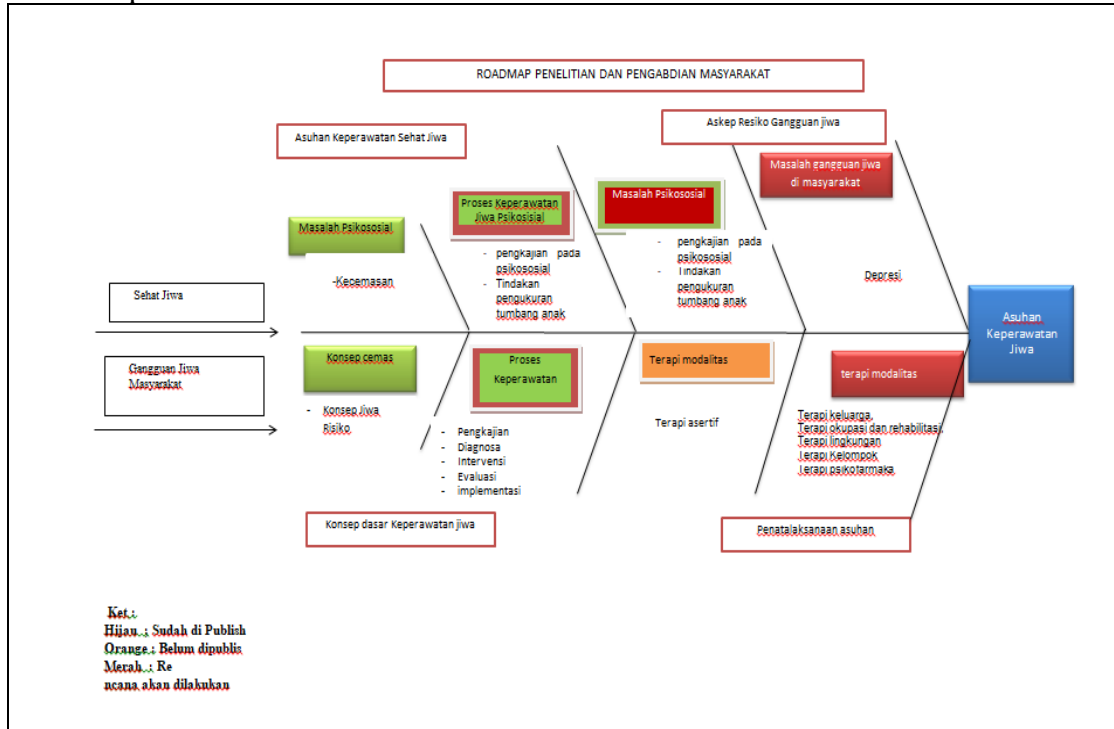 ROADMAP PENELITIAN DAN PENGABDIAN MASYARAKAT
Asuhan Keperawatan Sehat Jiwa
Askep Resiko Gangguan jiwa
Masalah Psikososial
-Kecemasan
Proses Keperawatan
Jiwa Psikosisial
- pengkajian pada
psikososial
- Tindakan
pengukuran
tumbang anak
Masalah Psikososial
- pengkajian pada
psikososial
- Tindakan
pengukuran
tumbang anak
Masalah gangguan jiwa
di masyarakat
Depresi
Sehat Jiwa
Gangguan Jiwa
Masyarakat
Asuhan
Keperawatan
Jiwa
Konsep cemas
- Konsep Jiwa
Risiko
Proses
Keperawatan
- Pengkajian
- Diagnosa
- Intervensi
- Evaluasi
- implementasi
Terapi modalitas
Terapi asertif
terapi modalitas
Terapi keluarga,
Terapi okupasi dan rehabilitasi,
Terapi lingkungan
Terapi Kelompok
Terapi psikofarmaka
Konsep dasar Keperawatan jiwa
Penatalaksanaan asuhan
Ket :
Hijau : Sudah di Publish
Orange : Belum dipublis
Merah : Re
ncana akan dilakukan